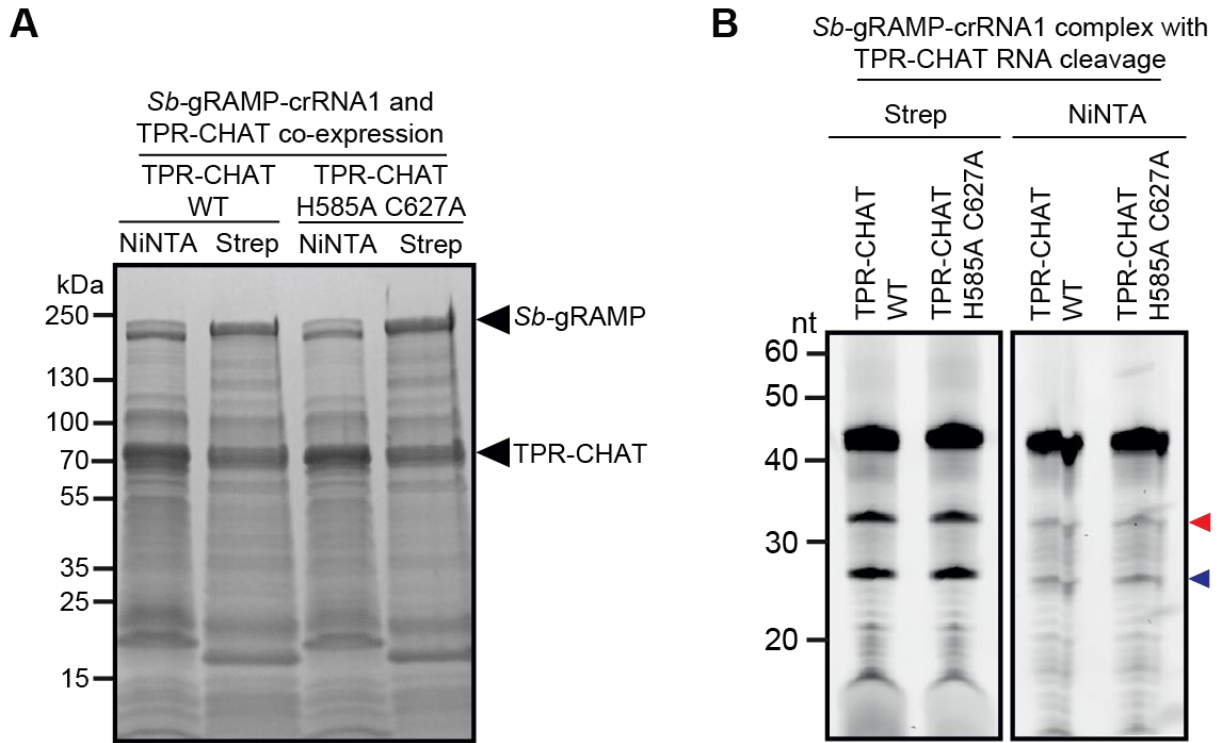 A
Sb-gRAMP-crRNA1 and
TPR-CHAT co-expression
TPR-CHAT
WT
TPR-CHAT
H585A C627A
NiNTA
Strep
NiNTA
Strep
kDa
250
130
100
70
55
35
25
15
Sb-gRAMP
TPR-CHAT
B
Sb-gRAMP-crRNA1 complex with
TPR-CHAT RNA cleavage
Strep
NiNTA
TPR-CHAT
WT
TPR-CHAT
H585A C627A
TPR-CHAT
WT
TPR-CHAT
H585A C627A
nt
60
50
40
30
20